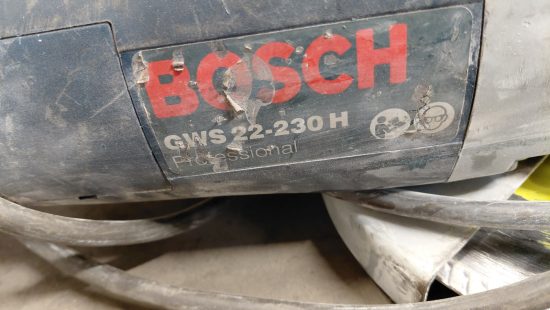 BOSCH
GWS 22-230 H
Professional